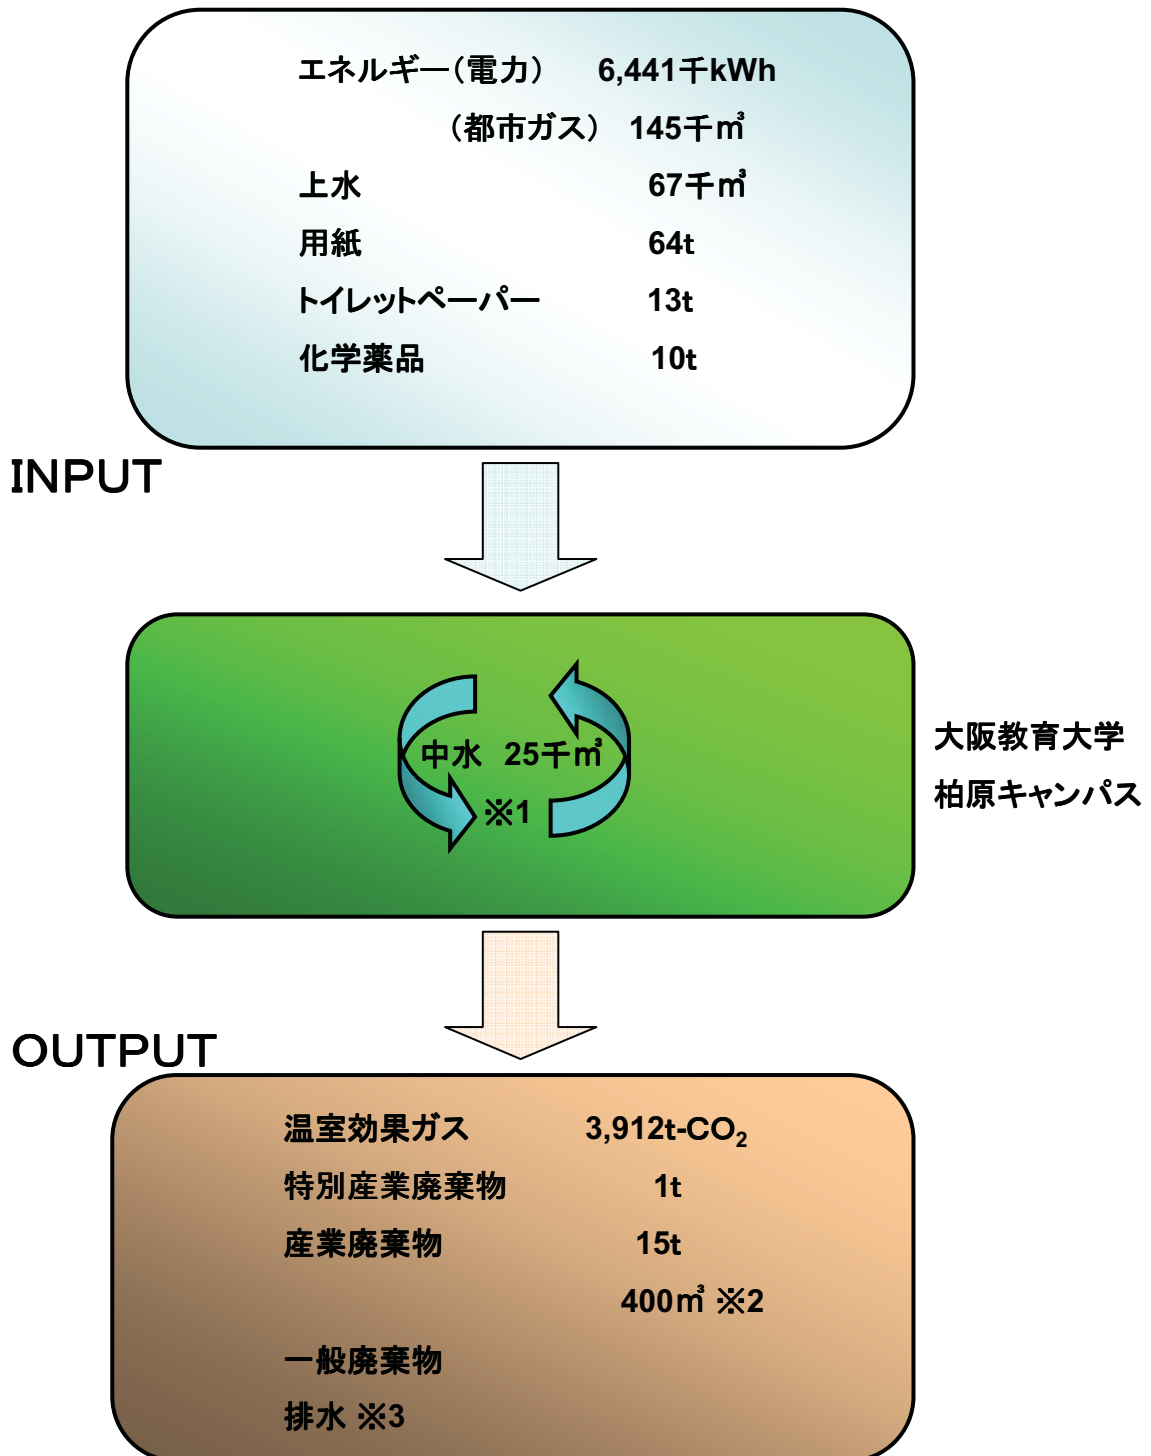 エネルギー(電力) 6,441千kWh
(都市ガス) 145千㎥
上水 67千㎥
用紙 64t
トイレットペーパー 13t
化学薬品 10t
INPUT
中水 25千㎥
※1
大阪教育大学
柏原キャンパス
OUTPUT
温室効果ガス 3,912t-CO₂
特別産業廃棄物 1t
産業廃棄物 15t
400㎥ ※2
一般廃棄物
排水 ※3